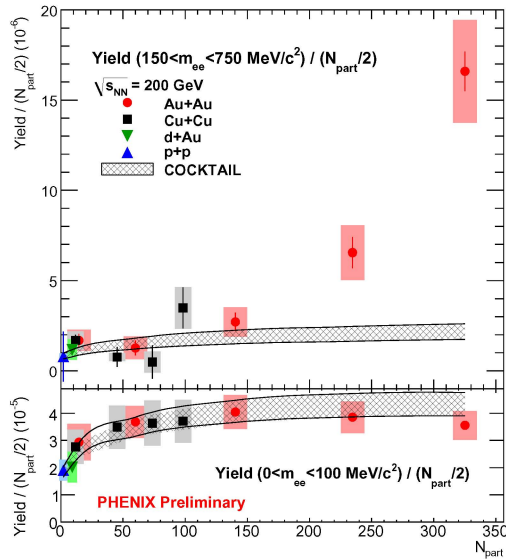 Yield / (N_part/2) (10^-6)
20
15
10
5
0
Yield (150<m_ee<750 MeV/c²) / (N_part/2)
√s_NN = 200 GeV
Au+Au
Cu+Cu
d+Au
p+p
COCKTAIL
Yield / (N_part/2) (10^-5)
4
3
2
1
0
Yield (0<m_ee<100 MeV/c²) / (N_part/2)
PHENIX Preliminary
0 50 100 150 200 250 300 350
N_part